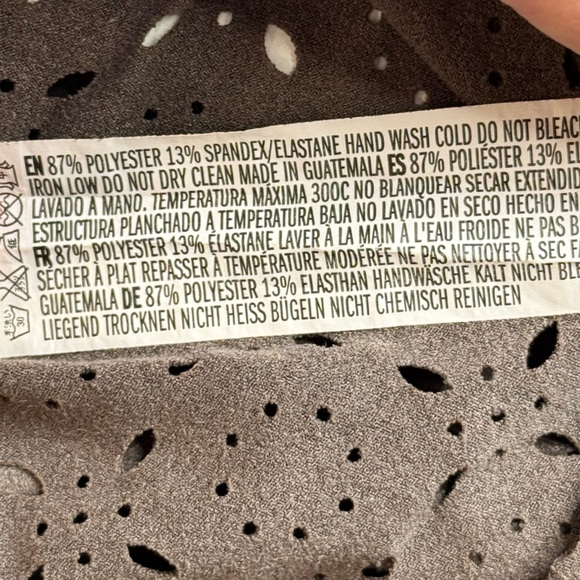 EN 87% POLYESTER 13% SPANDEX/ELASTANE HAND WASH COLD DO NOT BLEAC
IRON LOW DO NOT DRY CLEAN MADE IN GUATEMALA ES 87% POLIÉSTER 13% EL
LAVADO A MANO. TEMPERATURA MÁXIMA 300C NO BLANQUEAR SECAR EXTENDID
ESTRUCTURA PLANCHADO A TEMPERATURA BAJA NO LAVADO EN SECO HECHO EN
FR 87% POLYESTER 13% ÉLASTANE LAVER À LA MAIN À L'EAU FROIDE NE PAS B
SÉCHER À PLAT REPASSER À TEMPÉRATURE MODÉRÉE NE PAS NETTOYER À SEC F
GUATEMALA DE 87% POLYESTER 13% ELASTHAN HANDWÄSCHE KALT NICHT BLE
LIEGEND TROCKNEN NICHT HEISS BÜGELN NICHT CHEMISCH REINIGEN
30